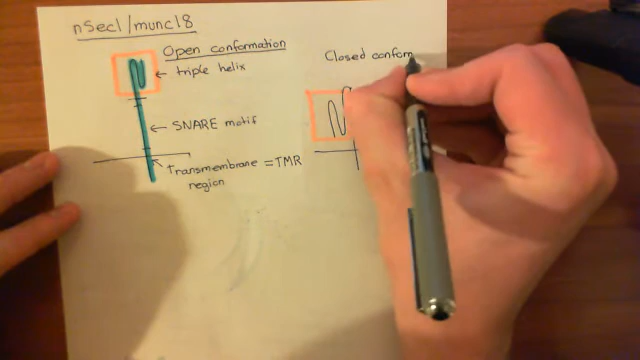 nSec1/munc18
Open conformation
triple helix
SNARE motif
Transmembrane = TMR
region
Closed conform